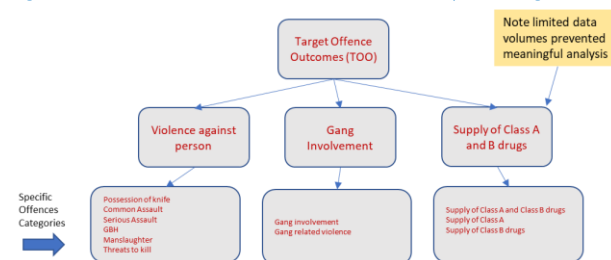 Target Offence
Outcomes (TOO)
Note limited data
volumes prevented
meaningful analysis
Violence against
person
Gang
Involvement
Supply of Class A
and B drugs
Specific
Offences
Categories
Possession of knife
Common Assault
Serious Assault
GBH
Manslaughter
Threats to kill
Gang involvement
Gang related violence
Supply of Class A and Class B drugs
Supply of Class A
Supply of Class B drugs